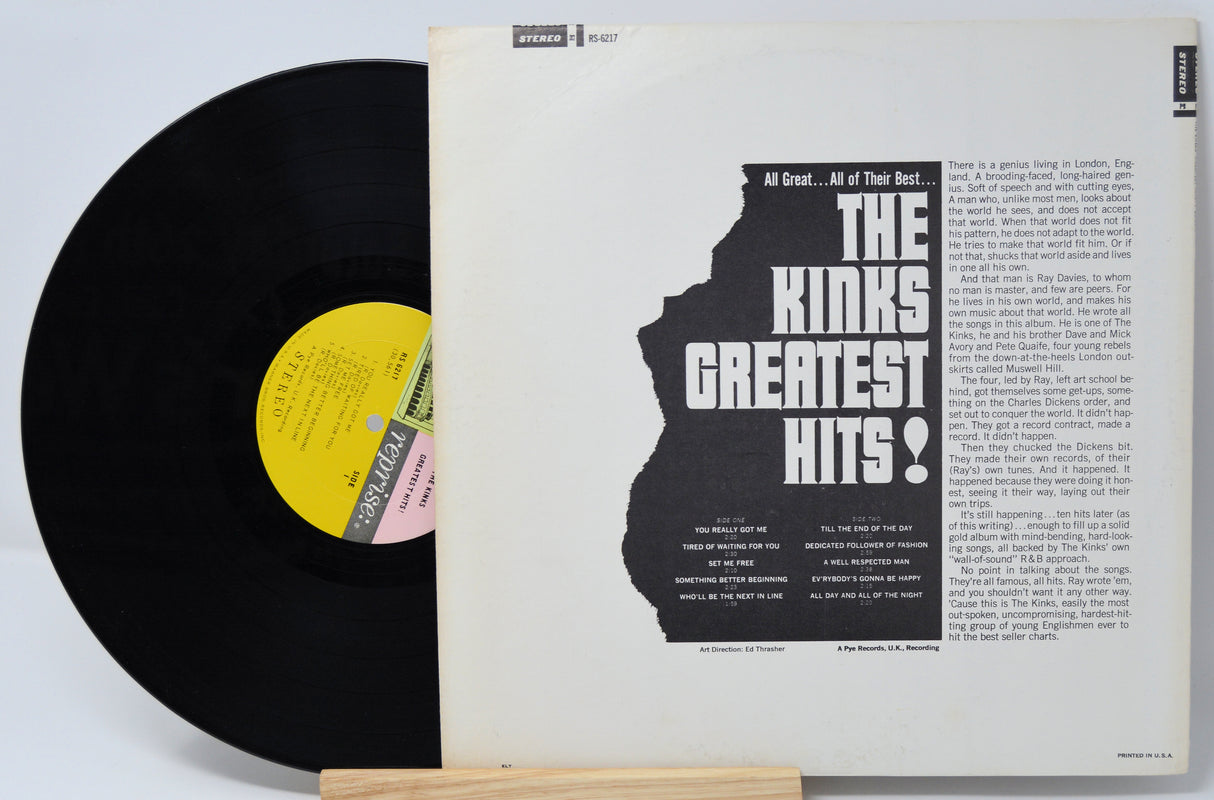 STEREO
RS-6217
STEREO
All Great...All of Their Best...
THE
KINKS
GREATEST
HITS!
SIDE ONE
YOU REALLY GOT ME
2:20
TIRED OF WAITING FOR YOU
2:30
SET ME FREE
2:10
SOMETHING BETTER BEGINNING
2:25
WHO'LL BE THE NEXT IN LINE
1:59
SIDE TWO
TILL THE END OF THE DAY
2:20
DEDICATED FOLLOWER OF FASHION
2:59
A WELL RESPECTED MAN
2:38
EV'RYBODY'S GONNA BE HAPPY
2:15
ALL DAY AND ALL OF THE NIGHT
2:20
Art Direction: Ed Thrasher
A Pye Records, U.K., Recording
There is a genius living in London, Eng-
land. A brooding-faced, long-haired gen-
ius. Soft of speech and with cutting eyes,
A man who, unlike most men, looks about
the world he sees, and does not accept
that world. When that world does not fit
his pattern, he does not adapt to the world.
He tries to make that world fit him. Or if
not that, shucks that world aside and lives
in one all his own.
And that man is Ray Davies, to whom
no man is master, and few are peers. For
he lives in his own world, and makes his
own music about that world. He wrote all
the songs in this album. He is one of The
Kinks, he and his brother Dave and Mick
Avory and Pete Quaife, four young rebels
from the down-at-the-heels London out-
skirts called Muswell Hill.
The four, led by Ray, left art school be-
hind, got themselves some get-ups, some-
thing on the Charles Dickens order, and
set out to conquer the world. It didn't hap-
pen. They got a record contract, made a
record. It didn't happen.
Then they chucked the Dickens bit.
They made their own records, of their
(Ray's) own tunes. And it happened. It
happened because they were doing it hon-
est, seeing it their way, laying out their
own trips.
It's still happening...ten hits later (as
of this writing)...enough to fill up a solid
gold album with mind-bending, hard-look-
ing songs, all backed by The Kinks' own
"wall-of-sound" R & B approach.
No point in talking about the songs.
They're all famous, all hits. Ray wrote 'em,
and you shouldn't want it any other way.
'Cause this is The Kinks, easily the most
out-spoken, uncompromising, hardest-hit-
ting group of young Englishmen ever to
hit the best seller charts.
PRINTED IN U.S.A.
ELY
reprise:
THE KINKS
GREATEST HITS!
SIDE
1
RS 6217
STEREO
A Pye Records, U.K. Recording